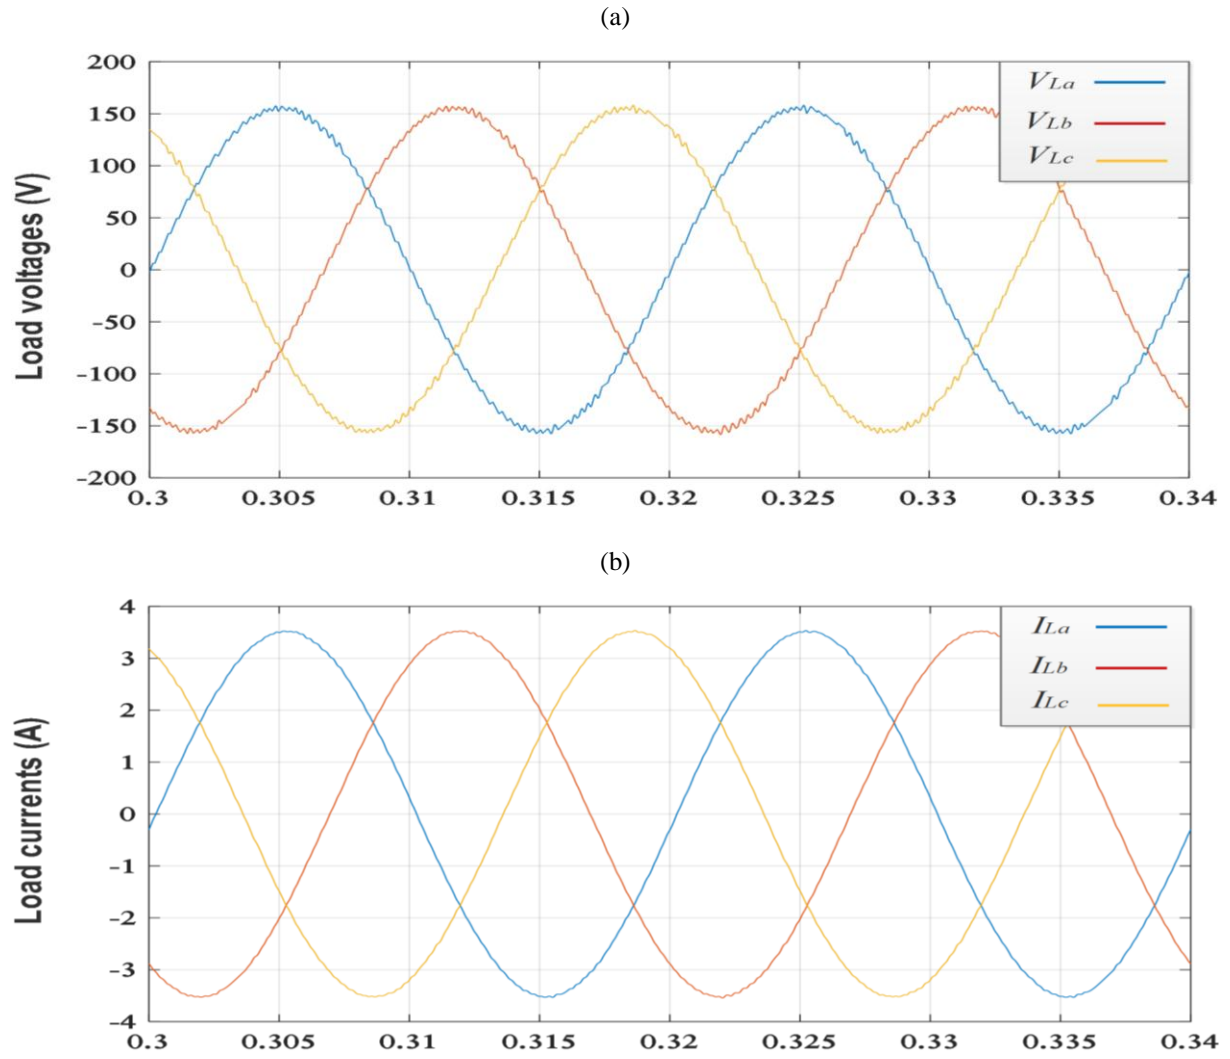 (a)
200
150
100
50
0
-50
-100
-150
-200
Load voltages (V)
VLa
VLb
VLc
0.3 0.305 0.31 0.315 0.32 0.325 0.33 0.335 0.34
(b)
4
3
2
1
0
-1
-2
-3
-4
Load currents (A)
ILa
ILb
ILc
0.3 0.305 0.31 0.315 0.32 0.325 0.33 0.335 0.34